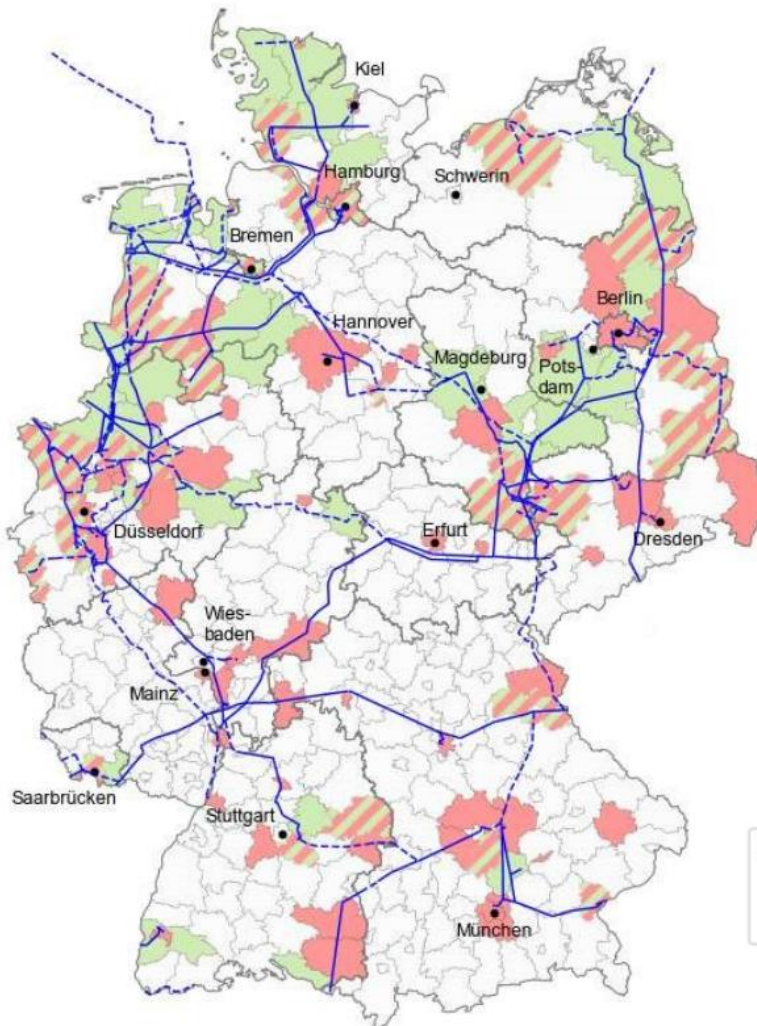 Kiel
Hamburg
Schwerin
Bremen
Berlin
Hannover
Magdeburg
Pots-
dam
Düsseldorf
Erfurt
Dresden
Wies-
baden
Mainz
Saarbrücken
Stuttgart
München